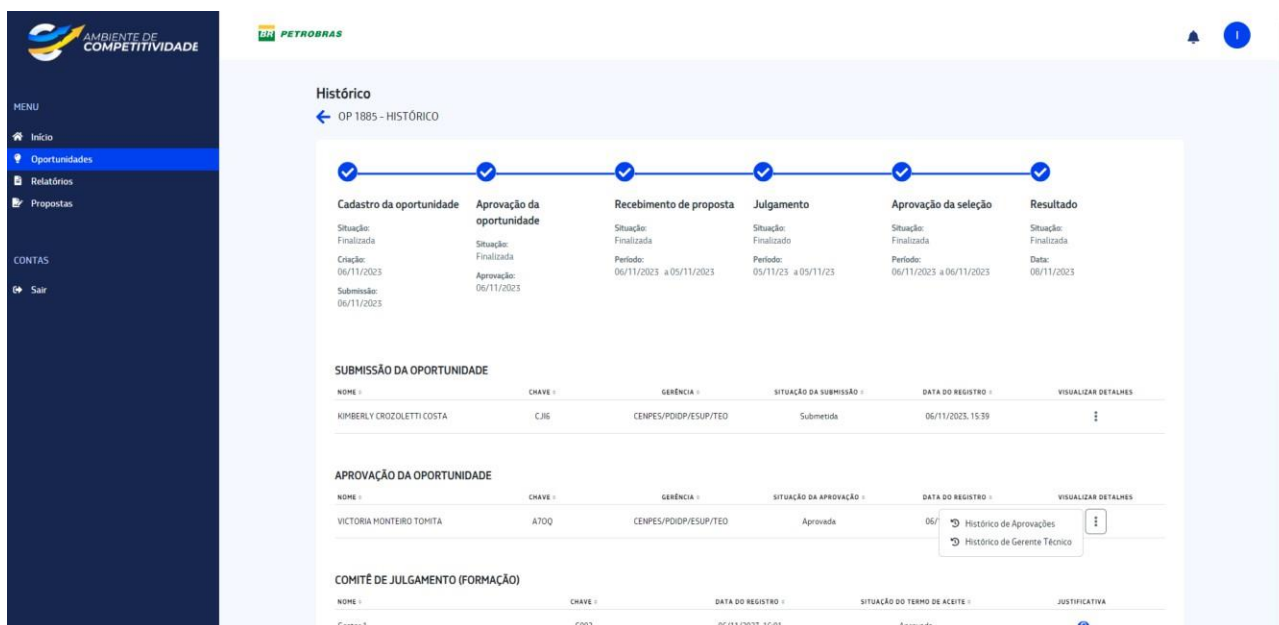 AMBIENTE DE
COMPETITIVIDADE
BR PETROBRAS
I
MENU
Início
Oportunidades
Relatórios
Propostas
CONTAS
Sair
Histórico
OP 1885 - HISTÓRICO
Cadastro da oportunidade
Situação:
Finalizada
Criação:
06/11/2023
Submissão:
06/11/2023
Aprovação da
oportunidade
Situação:
Finalizada
Aprovação:
06/11/2023
Recebimento de proposta
Situação:
Finalizada
Período:
06/11/2023 a 05/11/2023
Julgamento
Situação:
Finalizado
Período:
05/11/23 a 05/11/23
Aprovação da seleção
Situação:
Finalizada
Período:
06/11/2023 a 06/11/2023
Resultado
Situação:
Finalizada
Data:
08/11/2023
SUBMISSÃO DA OPORTUNIDADE
NOME CHAVE GERÊNCIA SITUAÇÃO DA SUBMISSÃO DATA DO REGISTRO VISUALIZAR DETALHES
KIMBERLY CROZOLETTI COSTA CJI6 CENPES/PDIDP/ESUP/TEO Submetida 06/11/2023, 15:39
APROVAÇÃO DA OPORTUNIDADE
NOME CHAVE GERÊNCIA SITUAÇÃO DA APROVAÇÃO DATA DO REGISTRO VISUALIZAR DETALHES
VICTORIA MONTEIRO TOMITA A7OQ CENPES/PDIDP/ESUP/TEO Aprovada 06/
Histórico de Aprovações
Histórico de Gerente Técnico
COMITÊ DE JULGAMENTO (FORMAÇÃO)
NOME CHAVE DATA DO REGISTRO SITUAÇÃO DO TERMO DE ACEITE JUSTIFICATIVA